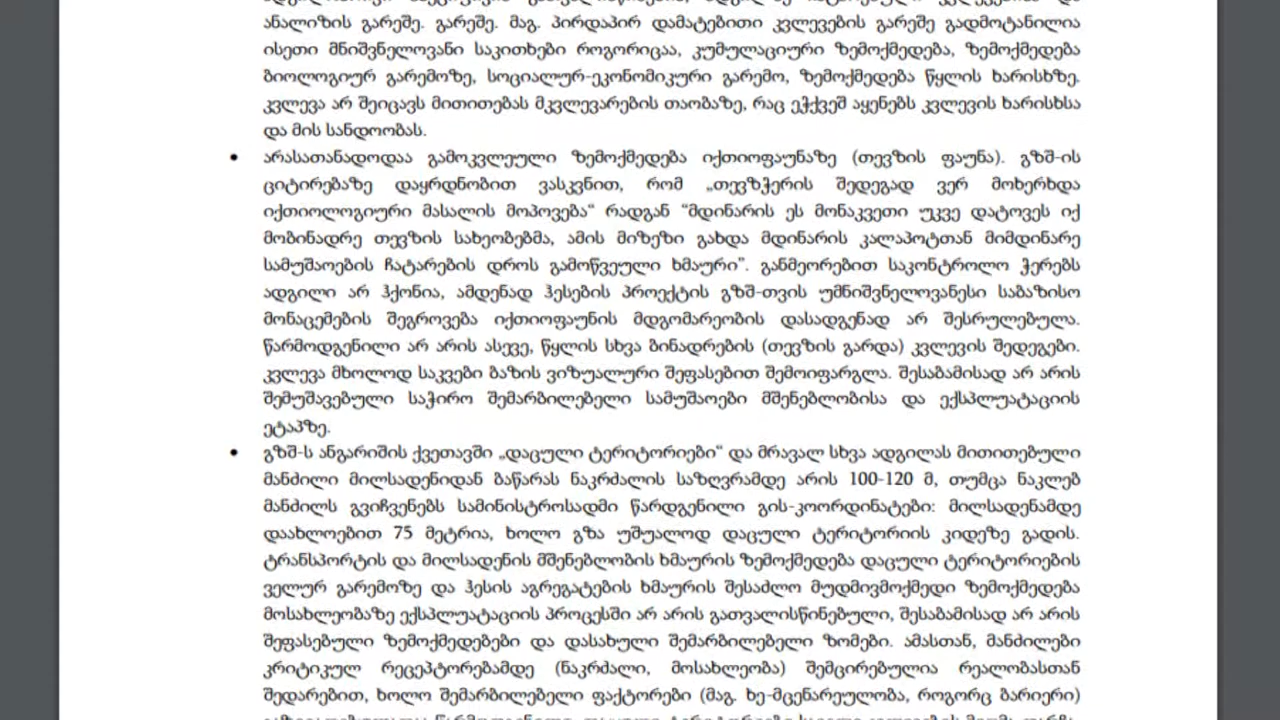 ანალიზის გარეშე. გარეშე. მაგ. პირდაპირ დამატებითი კვლევების გარეშე გადმოტანილია
ისეთი მნიშვნელოვანი საკითხები როგორიცაა, კუმულაციური ზემოქმედება, ზემოქმედება
ბიოლოგიურ გარემოზე, სოციალურ-ეკონომიკური გარემო, ზემოქმედება წყლის ხარისხზე.
კვლევა არ შეიცავს მითითებას მკვლევარების თაობაზე, რაც ეჭქვეშ აყენებს კვლევის ხარისხსა
და მის სანდოობას.
• არასათანადოდაა გამოკვლეული ზემოქმედება იქთიოფაუნაზე (თევზის ფაუნა). გზშ-ის
ციტირებაზე დაყრდნობით ვასკვნით, რომ „თევზჭერის შედეგად ვერ მოხერხდა
იქთიოლოგიური მასალის მოპოვება“ რადგან “მდინარის ეს მონაკვეთი უკვე დატოვეს იქ
მობინადრე თევზის სახეობებმა, ამის მიზეზი გახდა მდინარის კალაპოტთან მიმდინარე
სამუშაოების ჩატარების დროს გამოწვეული ხმაური”. განმეორებით საკონტროლო ჭერებს
ადგილი არ ჰქონია, ამდენად ჰესების პროექტის გზშ-თვის უმნიშვნელოვანესი საბაზისო
მონაცემების შეგროვება იქთიოფაუნის მდგომარეობის დასადგენად არ შესრულებულა.
წარმოდგენილი არ არის ასევე, წყლის სხვა ბინადრების (თევზის გარდა) კვლევის შედეგები.
კვლევა მხოლოდ საკვები ბაზის ვიზუალური შეფასებით შემოიფარგლა. შესაბამისად არ არის
შემუშავებული საჭირო შემარბილებელი სამუშაოები მშენებლობისა და ექსპლუატაციის
ეტაპზე.
• გზშ-ს ანგარიშის ქვეთავში „დაცული ტერიტორიები“ და მრავალ სხვა ადგილას მითითებული
მანძილი მილსადენიდან ბაწარას ნაკრძალის საზღვრამდე არის 100-120 მ, თუმცა ნაკლებ
მანძილს გვიჩვენებს სამინისტროსადმი წარდგენილი გის-კოორდინატები: მილსადენამდე
დაახლოებით 75 მეტრია, ხოლო გზა უშუალოდ დაცული ტერიტორიის კიდეზე გადის.
ტრანსპორტის და მილსადენის მშენებლობის ხმაურის ზემოქმედება დაცული ტერიტორიების
ველურ გარემოზე და ჰესის აგრეგატების ხმაურის შესაძლო მუდმივმოქმედი ზემოქმედება
მოსახლეობაზე ექსპლუატაციის პროცესში არ არის გათვალისწინებული, შესაბამისად არ არის
შეფასებული ზემოქმედებები და დასახული შემარბილებელი ზომები. ამასთან, მანძილები
კრიტიკულ რეცეპტორებამდე (ნაკრძალი, მოსახლეობა) შემცირებულია რეალობასთან
შედარებით, ხოლო შემარბილებელი ფაქტორები (მაგ. ხე-მცენარეულობა, როგორც ბარიერი)